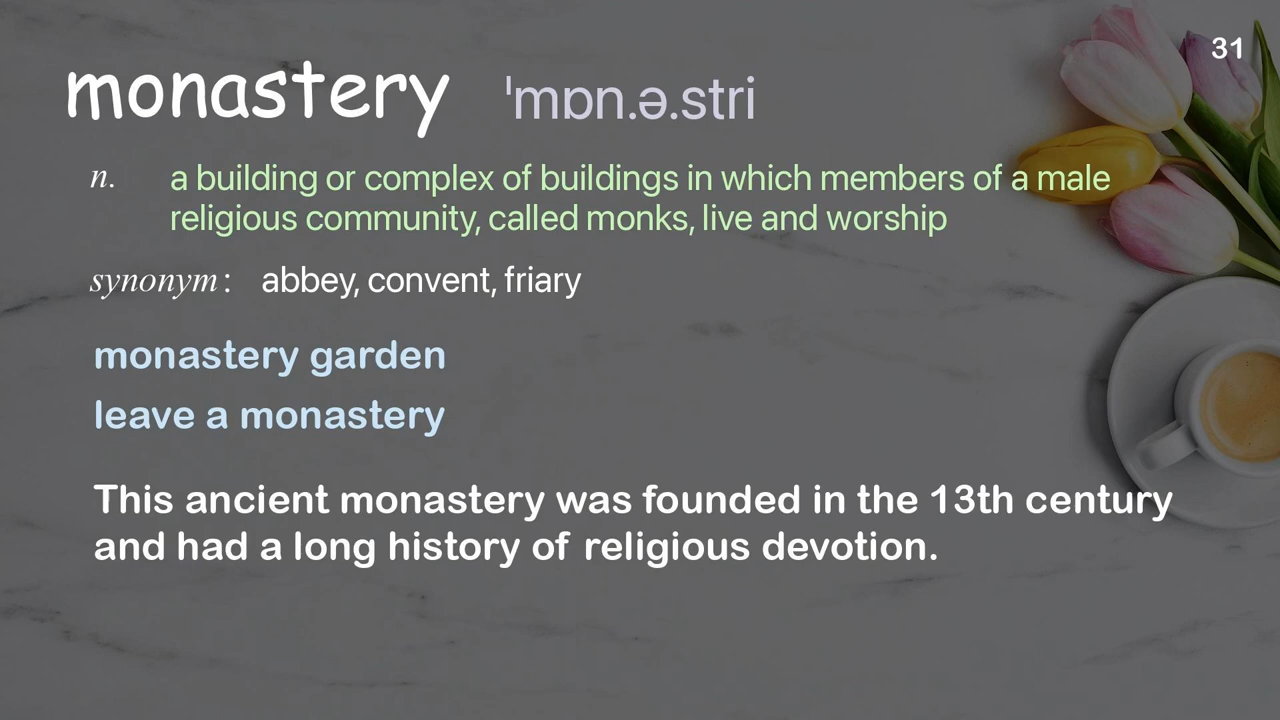 31
monastery ˈmɒn.ə.stri
n. a building or complex of buildings in which members of a male
religious community, called monks, live and worship
synonym: abbey, convent, friary
monastery garden
leave a monastery
This ancient monastery was founded in the 13th century
and had a long history of religious devotion.